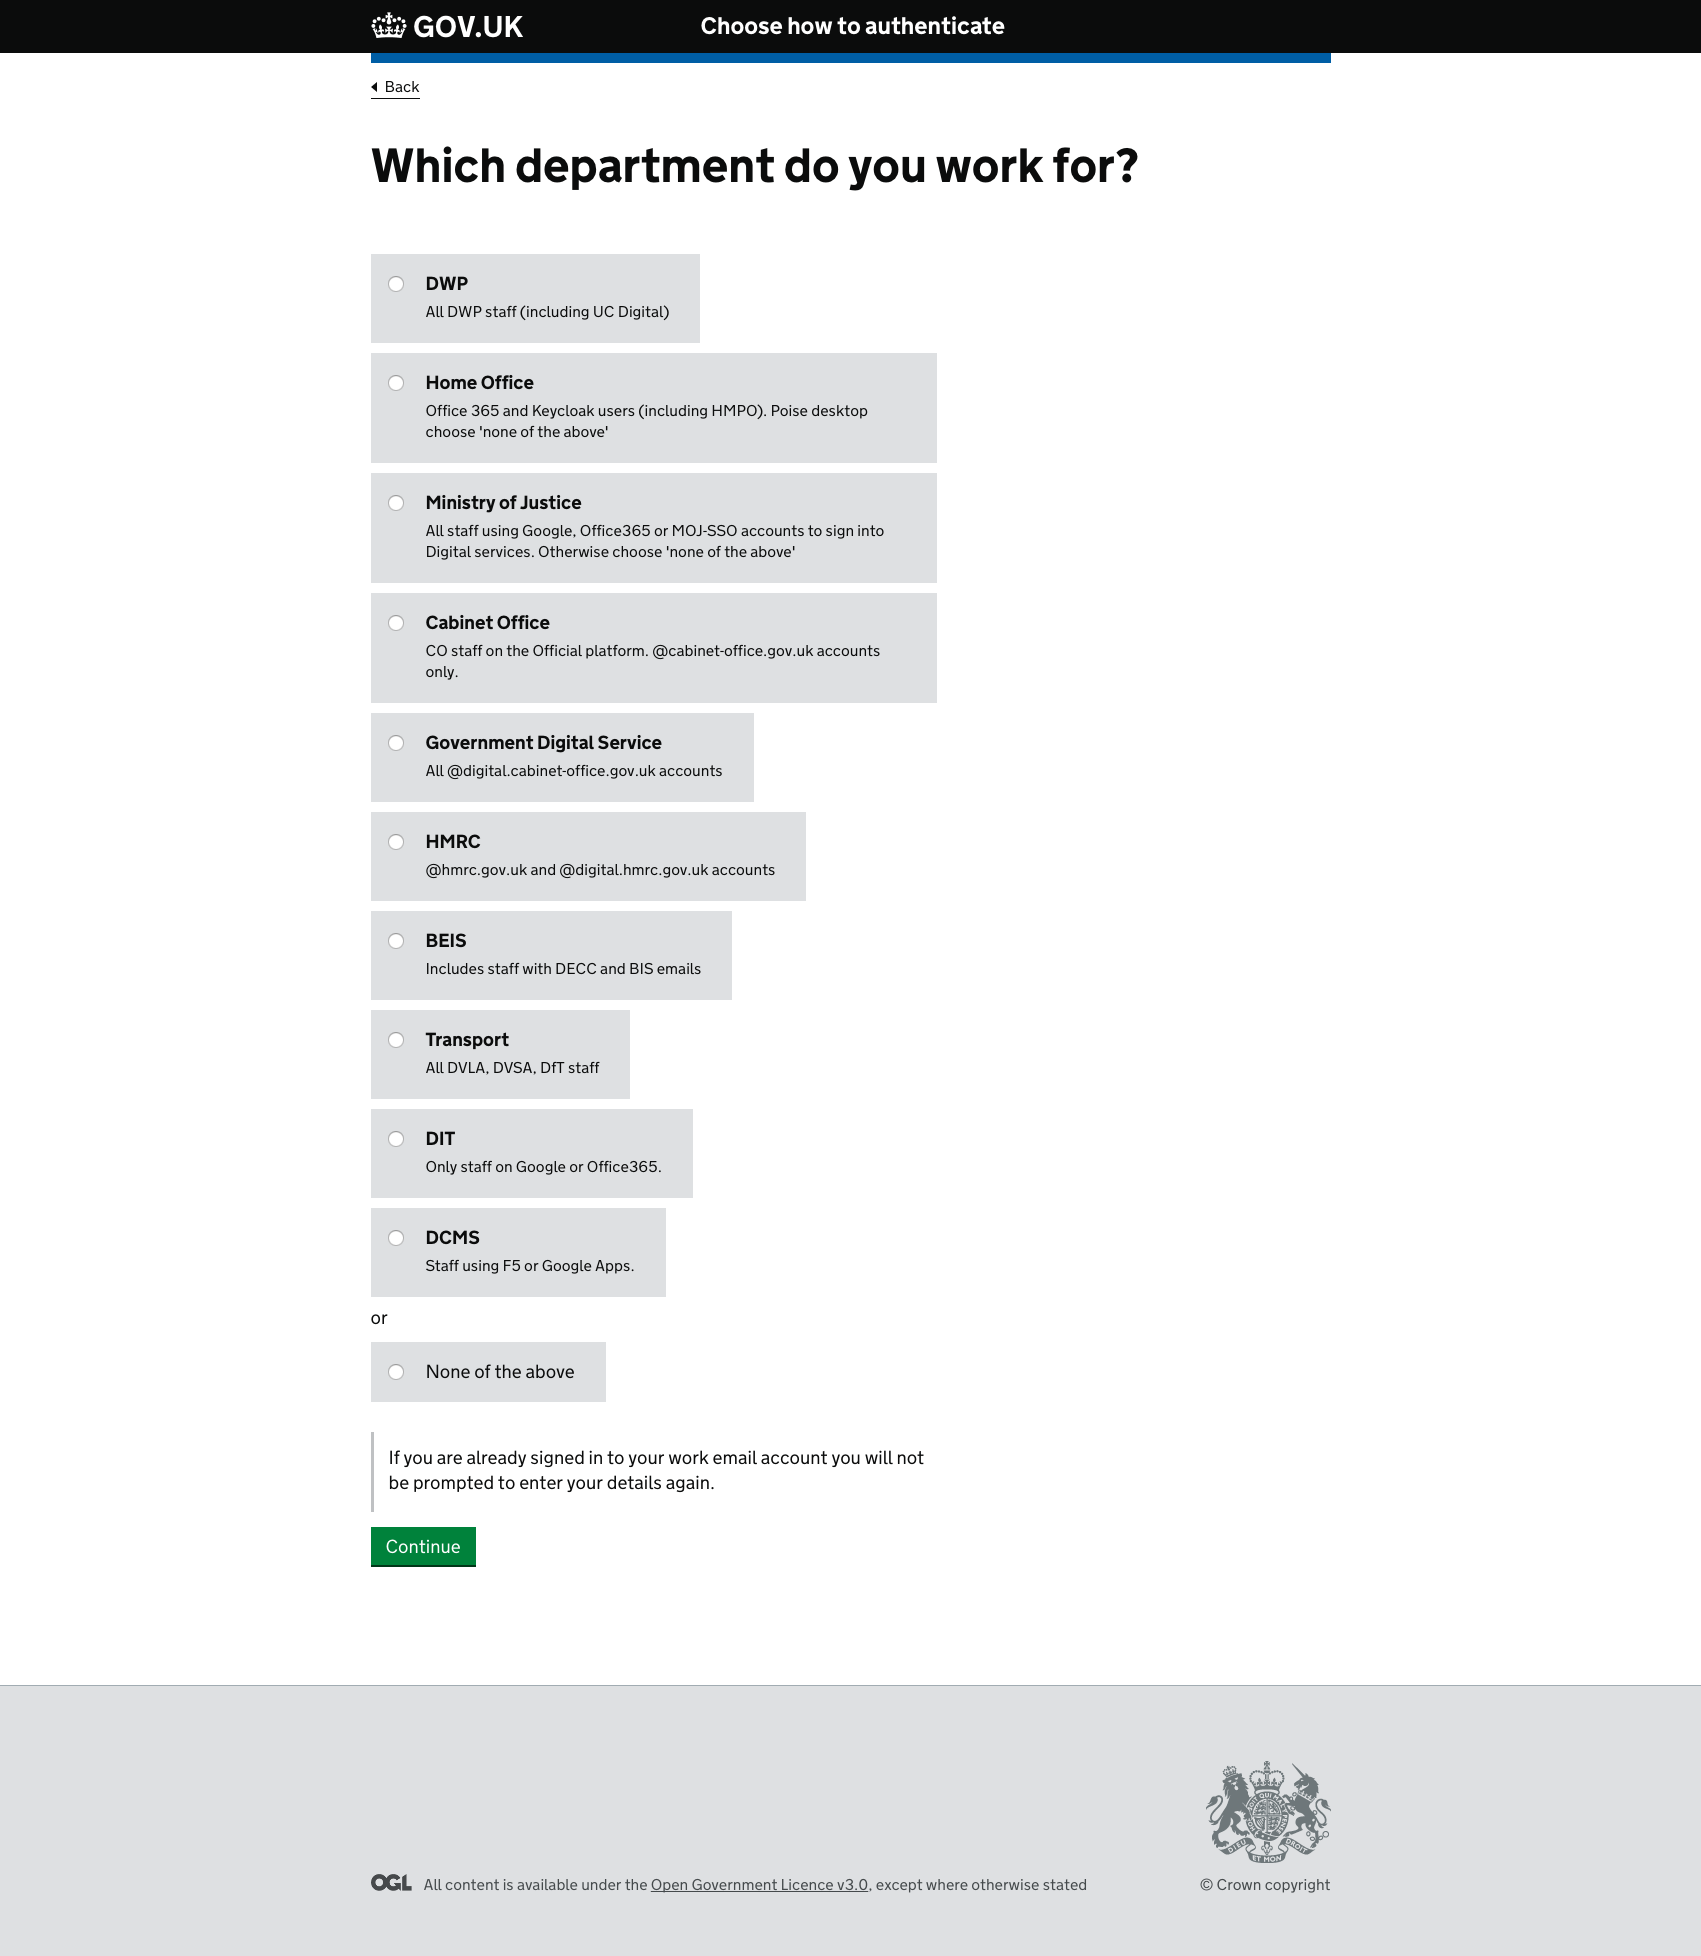 GOV.UK
Choose how to authenticate
Back
Which department do you work for?
DWP
All DWP staff (including UC Digital)
Home Office
Office 365 and Keycloak users (including HMPO). Poise desktop
choose 'none of the above'
Ministry of Justice
All staff using Google, Office365 or MOJ-SSO accounts to sign into
Digital services. Otherwise choose 'none of the above'
Cabinet Office
CO staff on the Official platform. @cabinet-office.gov.uk accounts
only.
Government Digital Service
All @digital.cabinet-office.gov.uk accounts
HMRC
@hmrc.gov.uk and @digital.hmrc.gov.uk accounts
BEIS
Includes staff with DECC and BIS emails
Transport
All DVLA, DVSA, DfT staff
DIT
Only staff on Google or Office365.
DCMS
Staff using F5 or Google Apps.
or
None of the above
If you are already signed in to your work email account you will not
be prompted to enter your details again.
Continue
DIEU ET MON DROIT
OGL All content is available under the Open Government Licence v3.0, except where otherwise stated
© Crown copyright